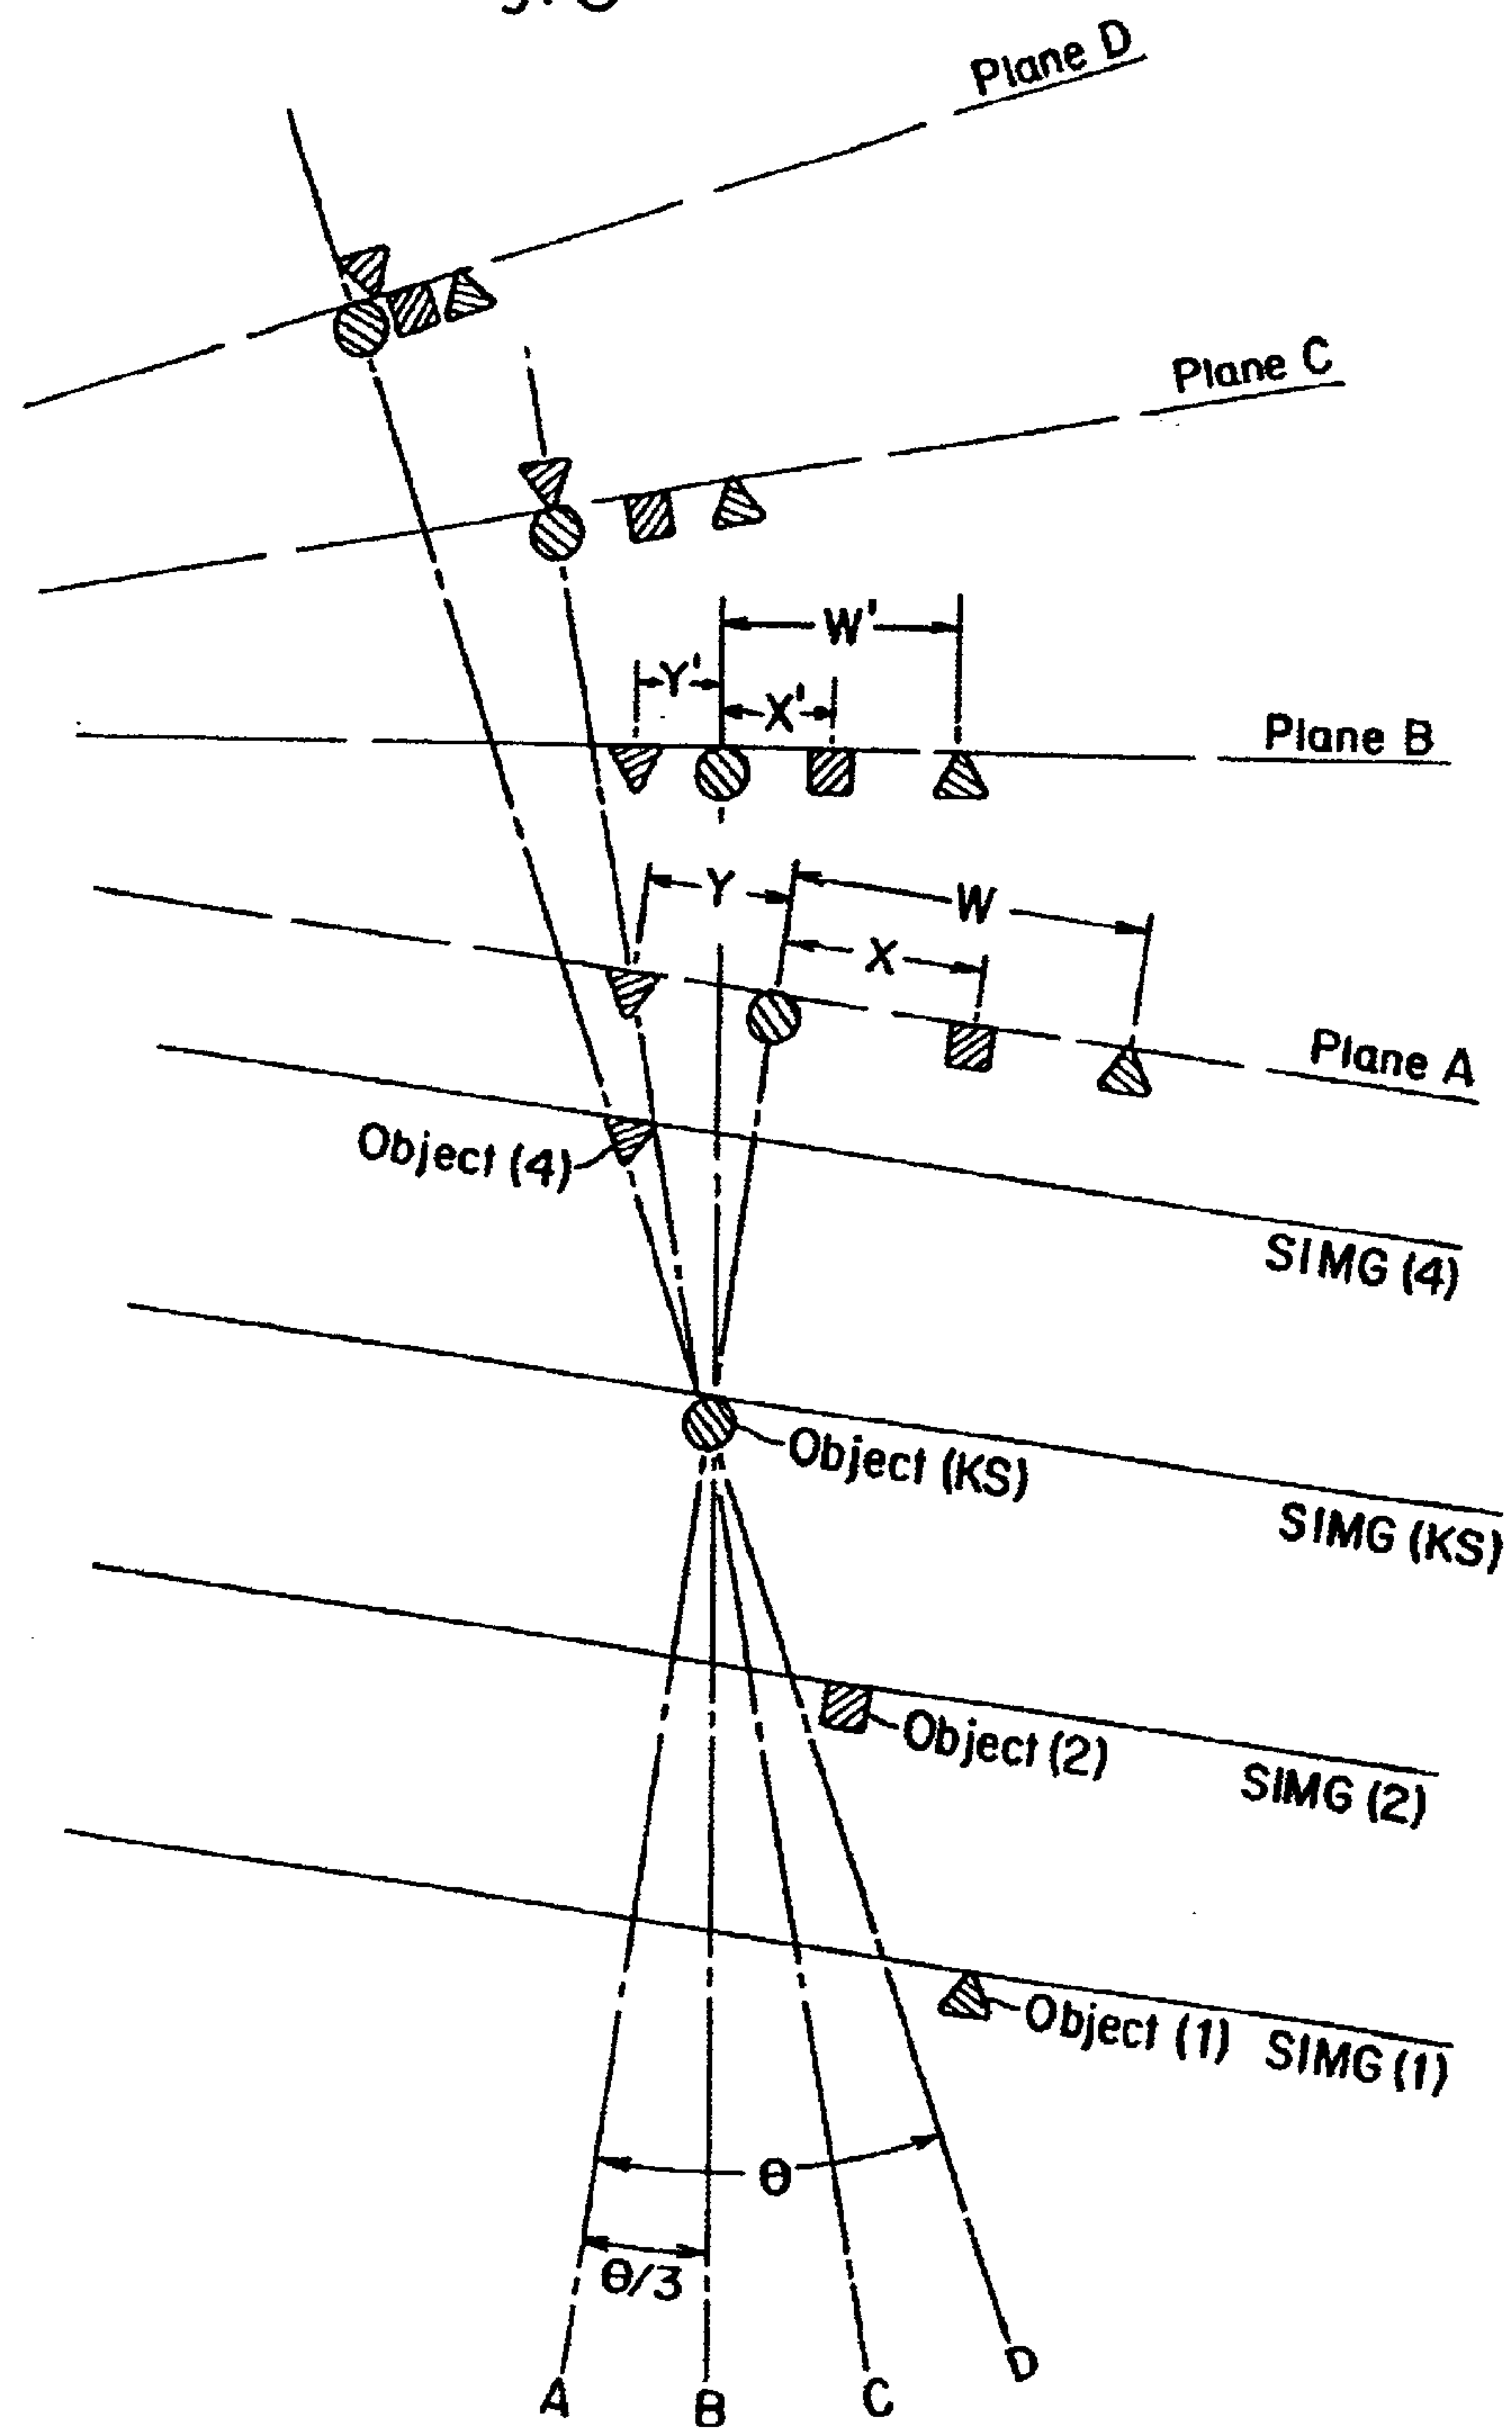 Plane D
Plane C
W'
Y'
X'
Plane B
Y
W
X
Plane A
Object (4)
SIMG (4)
Object (KS)
SIMG (KS)
Object (2)
SIMG (2)
Object (1)
SIMG (1)
θ
θ/3
A
B
C
D